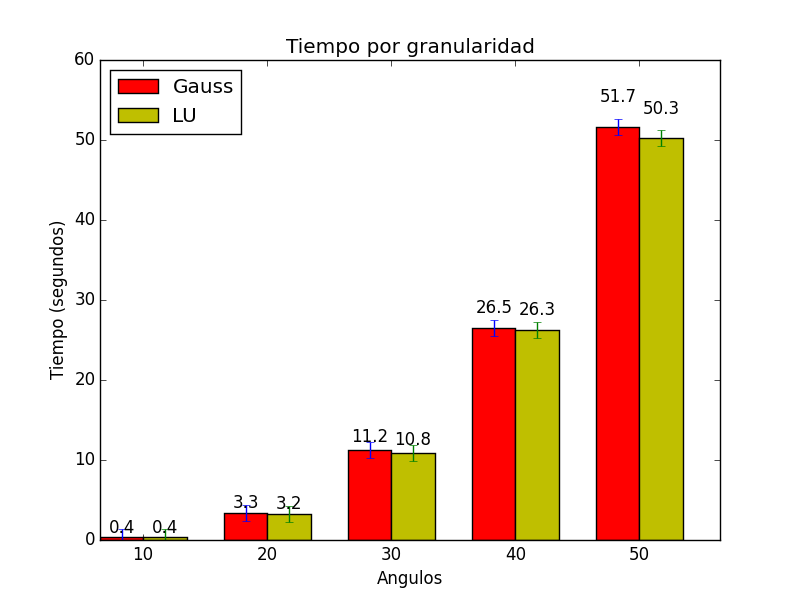 Tiempo por granularidad
Gauss
LU
60
50
40
30
20
10
0
Tiempo (segundos)
0.4 0.4
3.3 3.2
11.2 10.8
26.5 26.3
51.7 50.3
10 20 30 40 50
Angulos